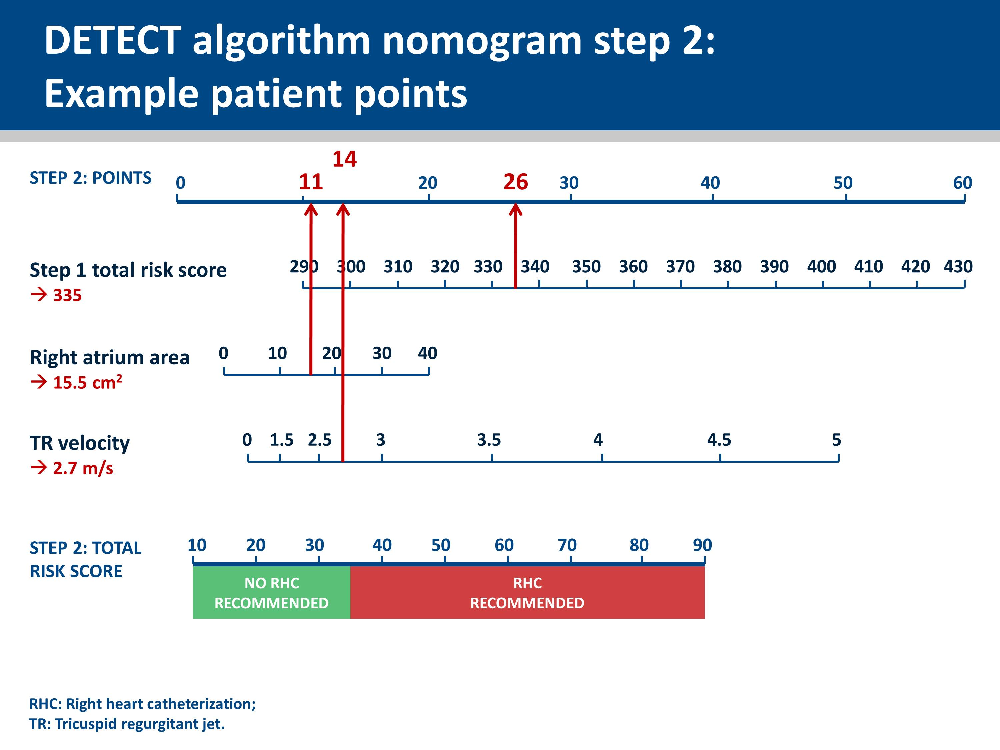 DETECT algorithm nomogram step 2:
Example patient points
14
STEP 2: POINTS 0 11 20 26 30 40 50 60
Step 1 total risk score 290 300 310 320 330 340 350 360 370 380 390 400 410 420 430
→ 335
Right atrium area 0 10 20 30 40
→ 15.5 cm²
TR velocity 0 1.5 2.5 3 3.5 4 4.5 5
→ 2.7 m/s
STEP 2: TOTAL 10 20 30 40 50 60 70 80 90
RISK SCORE
NO RHC
RECOMMENDED
RHC
RECOMMENDED
RHC: Right heart catheterization;
TR: Tricuspid regurgitant jet.